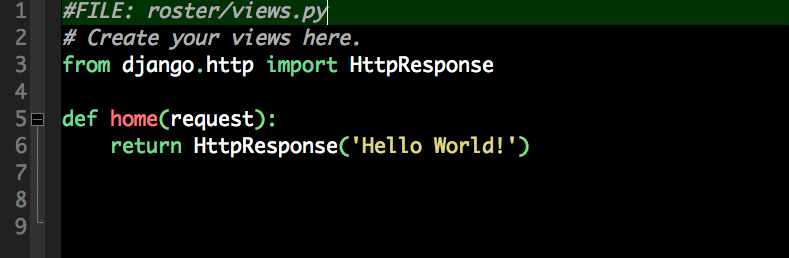 1 #FILE: roster/views.py
2 # Create your views here.
3 from django.http import HttpResponse
4
5 def home(request):
6     return HttpResponse('Hello World!')
7
8
9